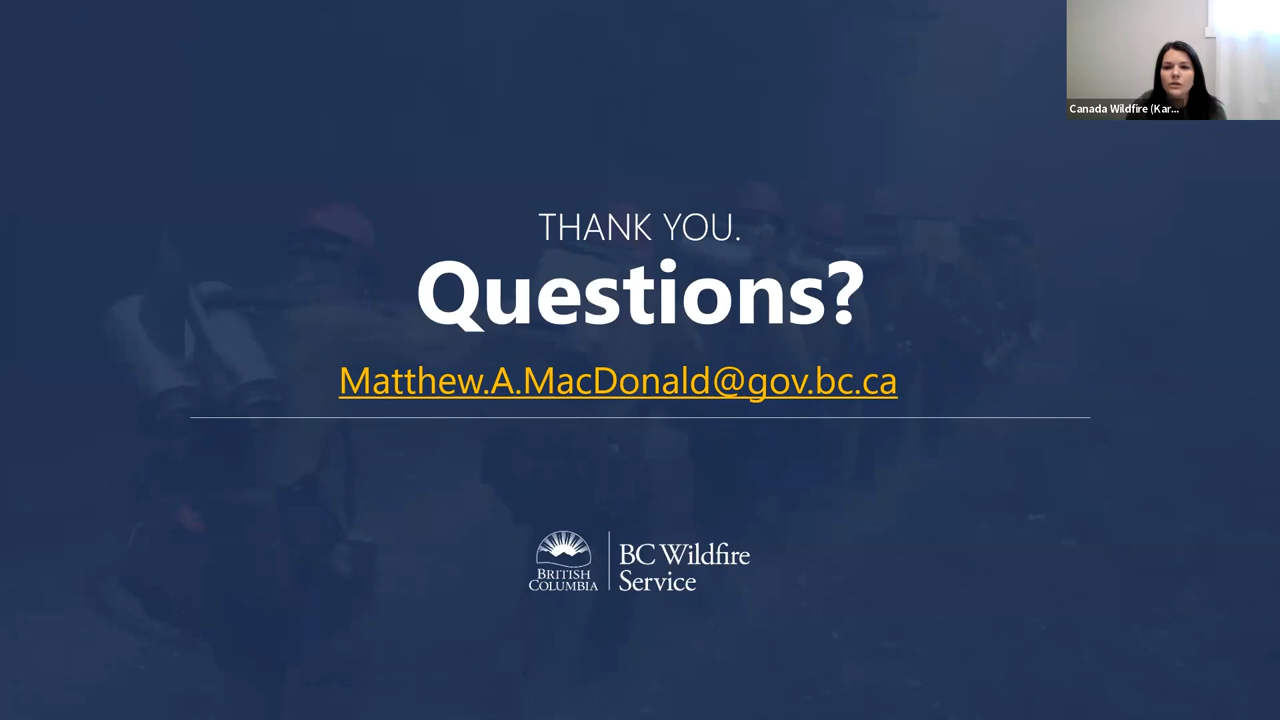 Canada Wildfire (Kar...
THANK YOU.
Questions?
Matthew.A.MacDonald@gov.bc.ca
BRITISH
COLUMBIA
BC Wildfire
Service